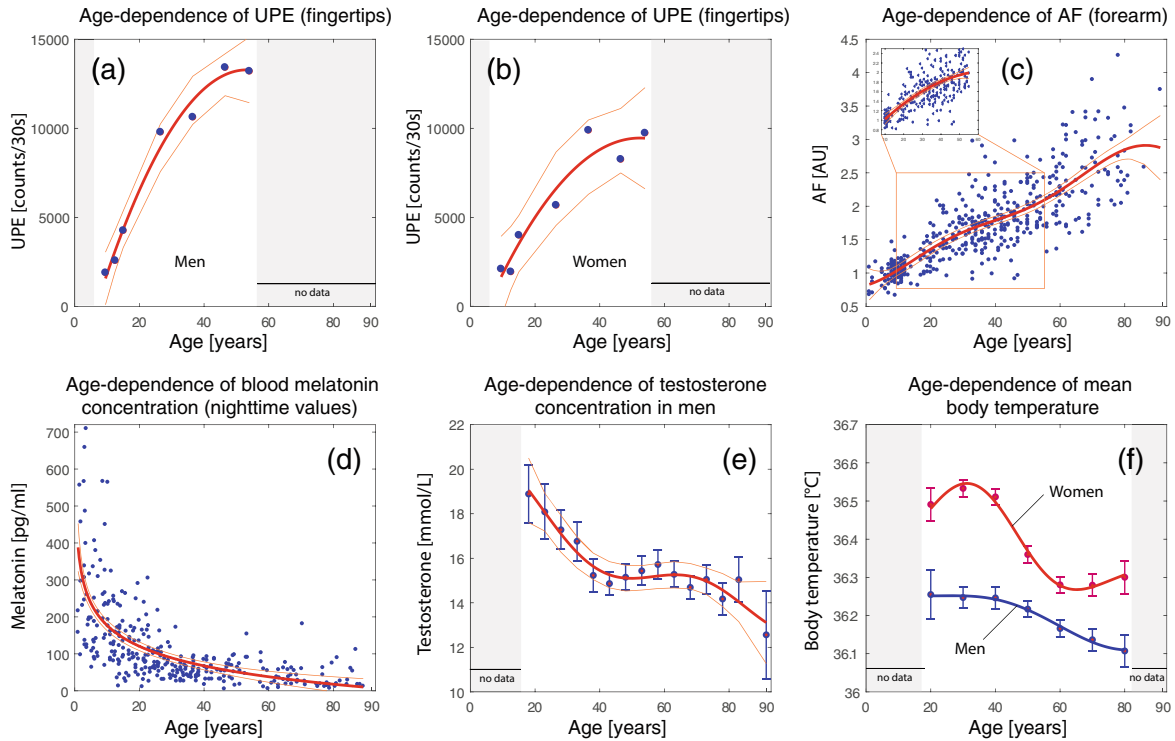 Age-dependence of UPE (fingertips)
15000
10000
5000
0
UPE [counts/30s]
(a)
Men
no data
0 20 40 60 80 90
Age [years]
Age-dependence of UPE (fingertips)
15000
10000
5000
0
UPE [counts/30s]
(b)
Women
no data
0 20 40 60 80 90
Age [years]
Age-dependence of AF (forearm)
4.5
4
3.5
3
2.5
2
1.5
1
0.5
AF [AU]
(c)
0 20 40 60 80 90
Age [years]
Age-dependence of blood melatonin
concentration (nighttime values)
700
600
500
400
300
200
100
0
Melatonin [pg/ml]
(d)
0 20 40 60 80 90
Age [years]
Age-dependence of testosterone
concentration in men
22
20
18
16
14
12
10
Testosterone [mmol/L]
(e)
no data
0 20 40 60 80 90
Age [years]
Age-dependence of mean
body temperature
36.7
36.6
36.5
36.4
36.3
36.2
36.1
36
Body temperature [°C]
(f)
Women
Men
no data
no data
0 20 40 60 80 90
Age [years]